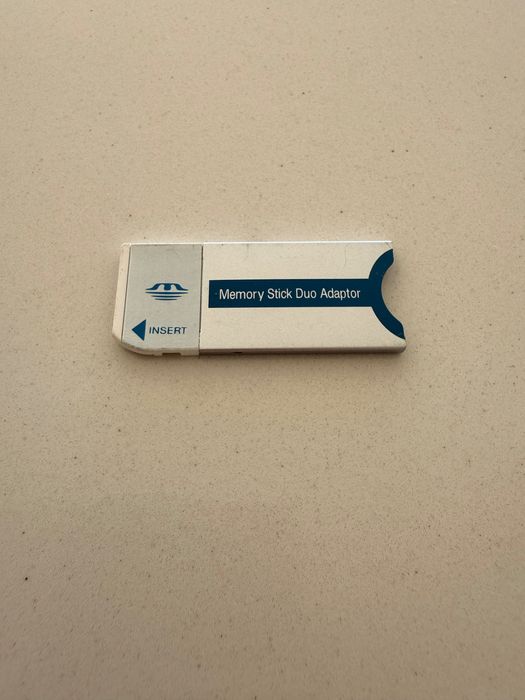 Memory Stick Duo Adaptor
INSERT